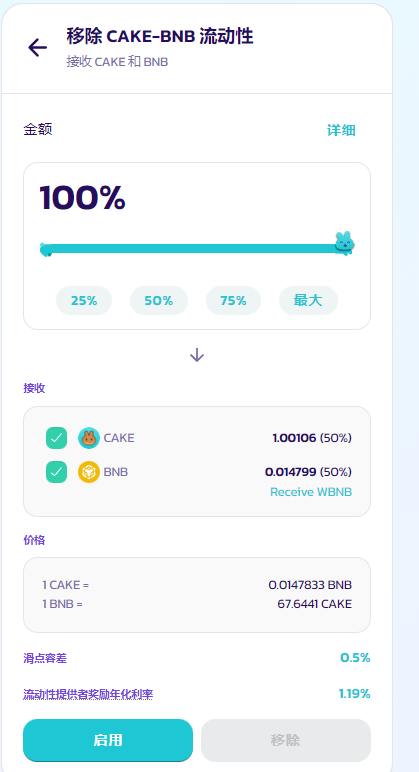 移除 CAKE-BNB 流动性
接收 CAKE 和 BNB
金额 详细
100%
25% 50% 75% 最大
接收
CAKE 1.00106 (50%)
BNB 0.014799 (50%)
Receive WBNB
价格
1 CAKE = 0.0147833 BNB
1 BNB = 67.6441 CAKE
滑点容差 0.5%
流动性提供者奖励年化利率 1.19%
启用 移除